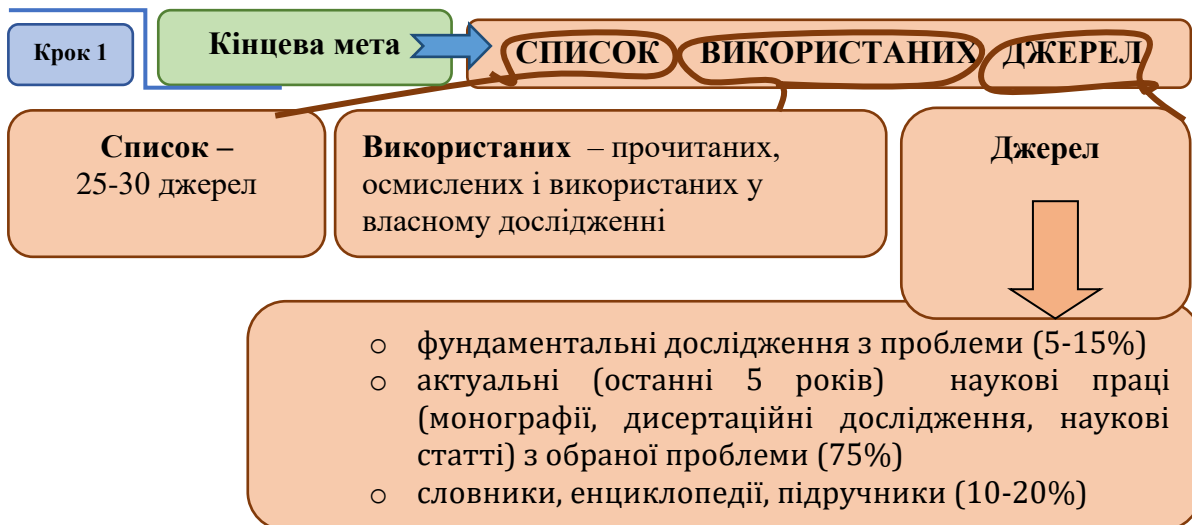 Крок 1
Кінцева мета
СПИСОК ВИКОРИСТАНИХ ДЖЕРЕЛ
Список –
25-30 джерел
Використаних – прочитаних,
осмислених і використаних у
власному дослідженні
Джерел
o фундаментальні дослідження з проблеми (5-15%)
o актуальні (останні 5 років) наукові праці
(монографії, дисертаційні дослідження, наукові
статті) з обраної проблеми (75%)
o словники, енциклопедії, підручники (10-20%)